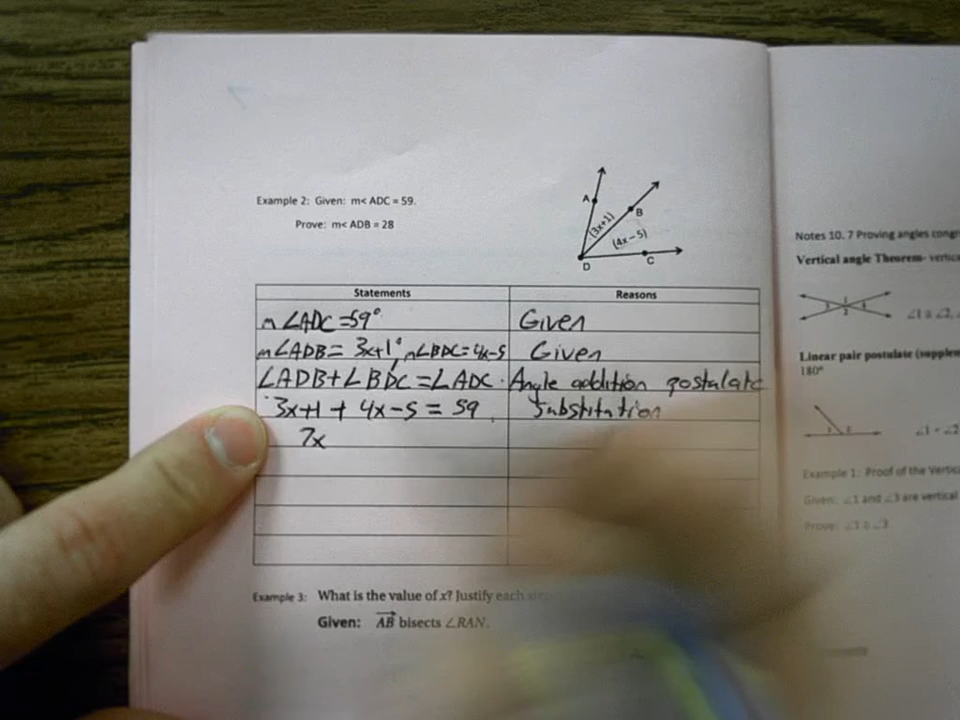 Example 2: Given: m< ADC = 59.
Prove: m< ADB = 28
A
B
(3x+1)
(4x-5)
D
C
Statements
Reasons
m∠ADC = 59°
Given
m∠ADB = 3x+1°, m∠BDC = 4x-5
Given
∠ADB + ∠BDC = ∠ADC
Angle addition postulate
3x+1 + 4x-5 = 59
Substitution
7x
Example 3: What is the value of x? Justify each
Given: AB bisects ∠RAN.
Notes 10. 7 Proving angles
Vertical angle Theorem-
∠1 ≅ ∠2,
Linear pair postulate
180°
Example 1: Proof of the
Given: ∠1 and ∠3 are vertical
Prove: ∠1 ≅ ∠3